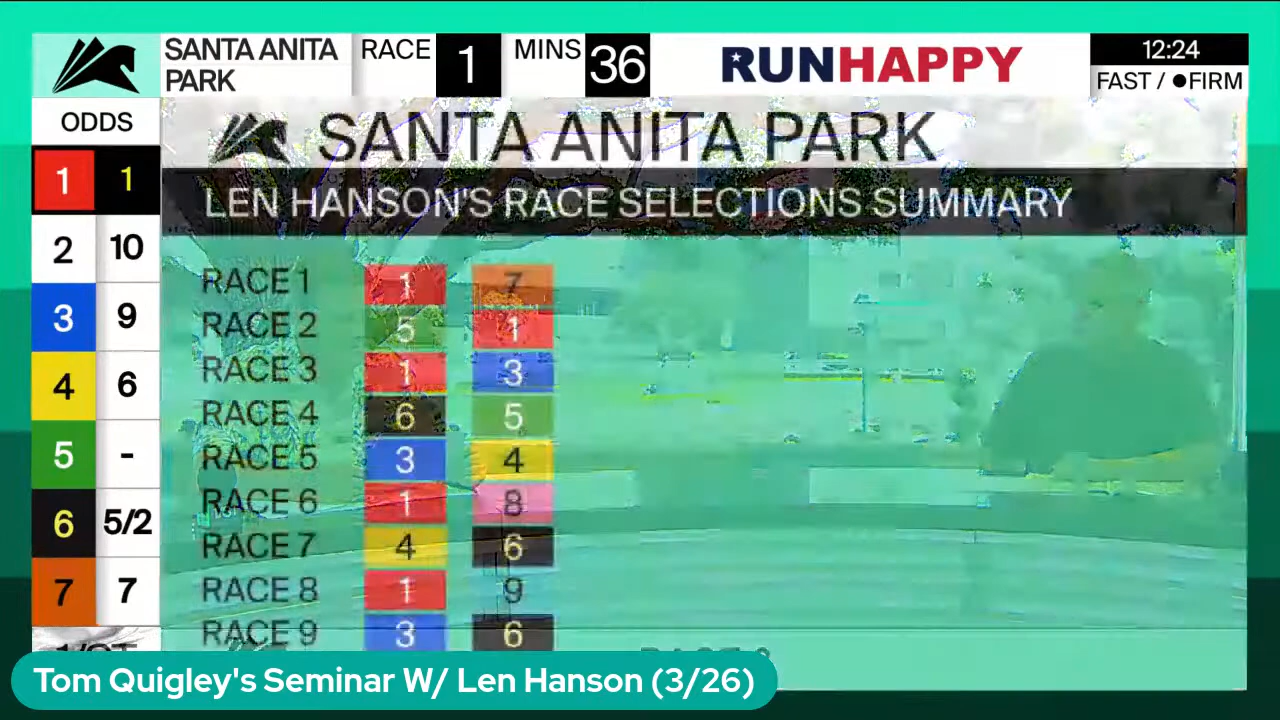 SANTA ANITA PARK
RACE 1 MINS 36
RUNHAPPY
12:24
FAST / ●FIRM
ODDS
1 1
2 10
3 9
4 6
5 -
6 5/2
7 7
SANTA ANITA PARK
LEN HANSON'S RACE SELECTIONS SUMMARY
RACE 1 1 7
RACE 2 5 1
RACE 3 1 3
RACE 4 6 5
RACE 5 3 4
RACE 6 1 8
RACE 7 4 6
RACE 8 1 9
RACE 9 3 6
Tom Quigley's Seminar W/ Len Hanson (3/26)